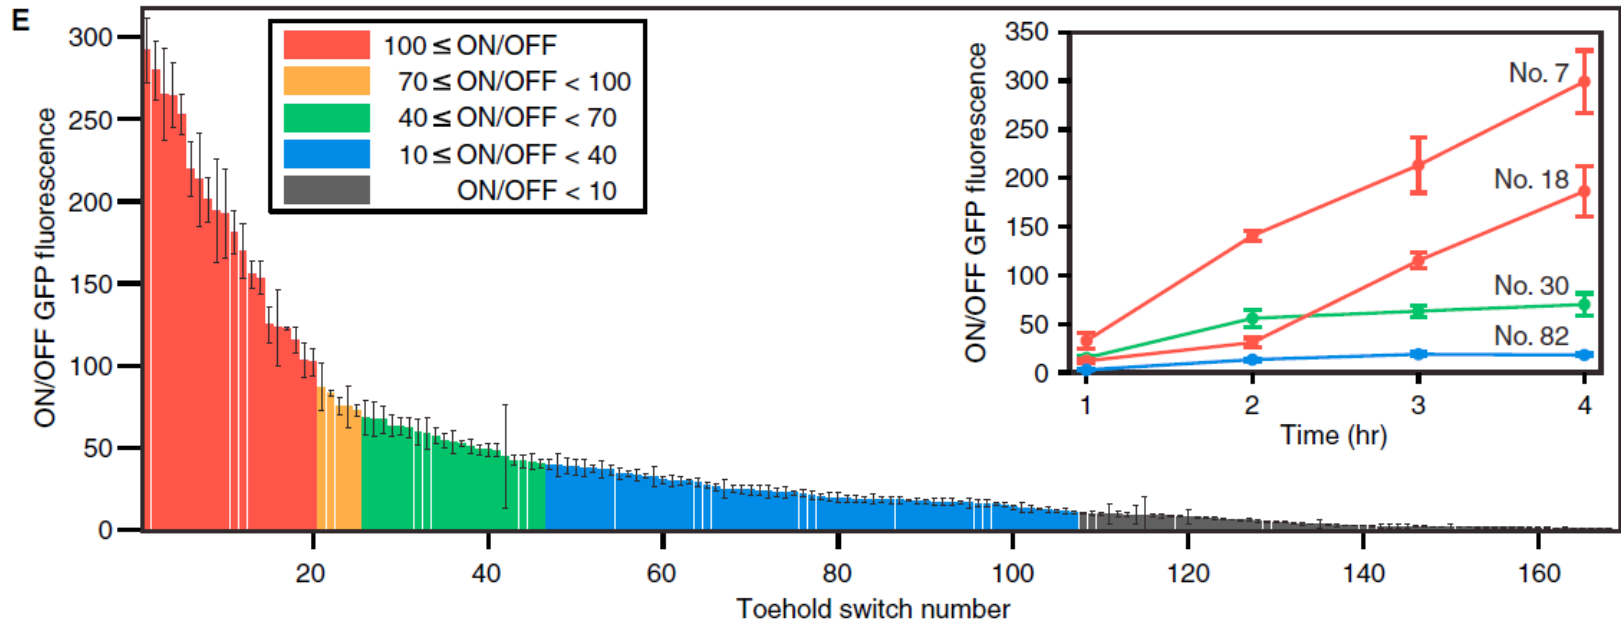 E
ON/OFF GFP fluorescence
300
250
200
150
100
50
0
20
40
60
80
100
120
140
160
Toehold switch number
100 ≤ ON/OFF
70 ≤ ON/OFF < 100
40 ≤ ON/OFF < 70
10 ≤ ON/OFF < 40
ON/OFF < 10
ON/OFF GFP fluorescence
350
300
250
200
150
100
50
0
No. 7
No. 18
No. 30
No. 82
1
2
3
4
Time (hr)